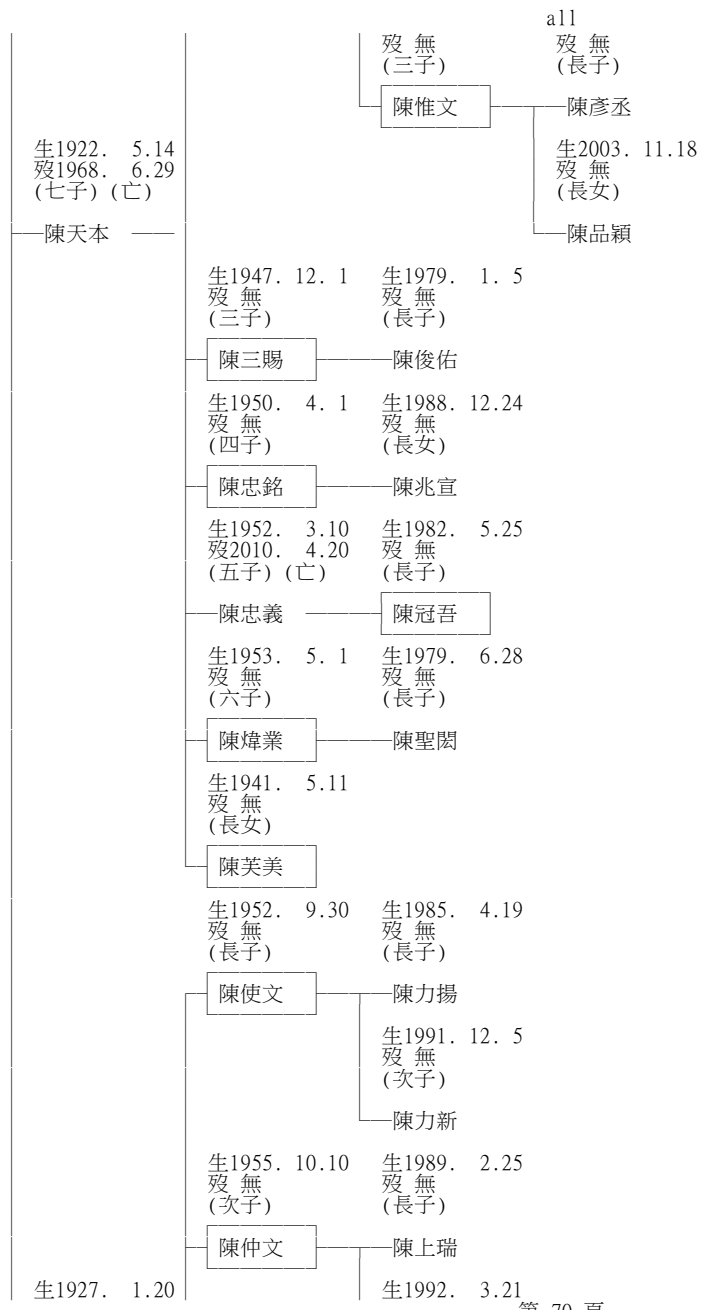 all
歿 無 歿 無
(三子) (長子)
陳惟文 陳彥丞
生1922. 5.14 生2003. 11.18
歿1968. 6.29 歿 無
(七子) (亡) (長女)
陳天本 陳品穎
生1947. 12. 1 生1979. 1. 5
歿 無 歿 無
(三子) (長子)
陳三賜 陳俊佑
生1950. 4. 1 生1988. 12.24
歿 無 歿 無
(四子) (長女)
陳忠銘 陳兆宣
生1952. 3.10 生1982. 5.25
歿2010. 4.20 歿 無
(五子) (亡) (長子)
陳忠義 陳冠吾
生1953. 5. 1 生1979. 6.28
歿 無 歿 無
(六子) (長子)
陳煒業 陳聖閎
生1941. 5.11
歿 無
(長女)
陳芙美
生1952. 9.30 生1985. 4.19
歿 無 歿 無
(長子) (長子)
陳使文 陳力揚
生1991. 12. 5
歿 無
(次子)
陳力新
生1955. 10.10 生1989. 2.25
歿 無 歿 無
(次子) (長子)
陳仲文 陳上瑞
生1927. 1.20 生1992. 3.21
第 70 頁